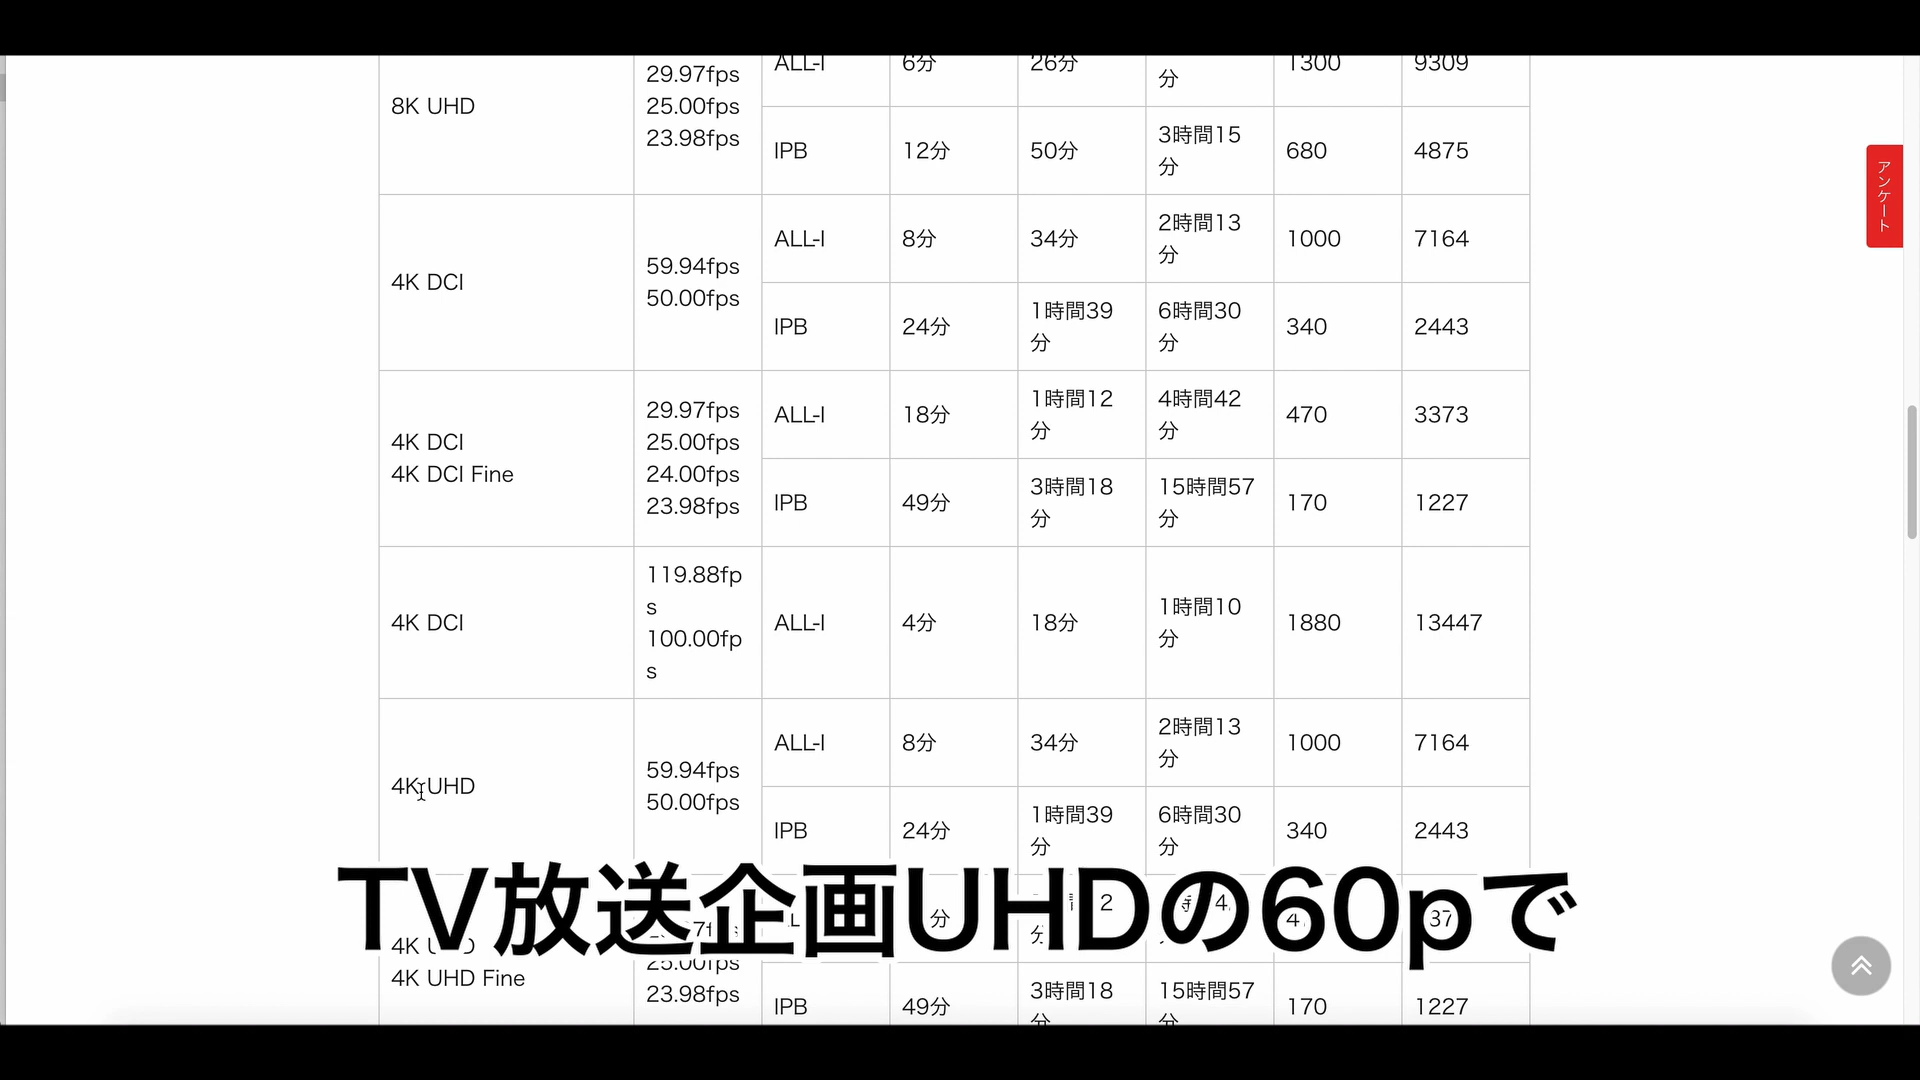 8K UHD
29.97fps
25.00fps
23.98fps
ALL-I
6分
26分
分
1300
9309
IPB
12分
50分
3時間15
分
680
4875
4K DCI
59.94fps
50.00fps
ALL-I
8分
34分
2時間13
分
1000
7164
IPB
24分
1時間39
分
6時間30
分
340
2443
4K DCI
4K DCI Fine
29.97fps
25.00fps
24.00fps
23.98fps
ALL-I
18分
1時間12
分
4時間42
分
470
3373
IPB
49分
3時間18
分
15時間57
分
170
1227
4K DCI
119.88fp
s
100.00fp
s
ALL-I
4分
18分
1時間10
分
1880
13447
4K UHD
59.94fps
50.00fps
ALL-I
8分
34分
2時間13
分
1000
7164
IPB
24分
1時間39
分
6時間30
分
340
2443
4K UHD Fine
25.00fps
23.98fps
IPB
49分
3時間18
分
15時間57
分
170
1227
TV放送企画UHDの60pで
アンケート